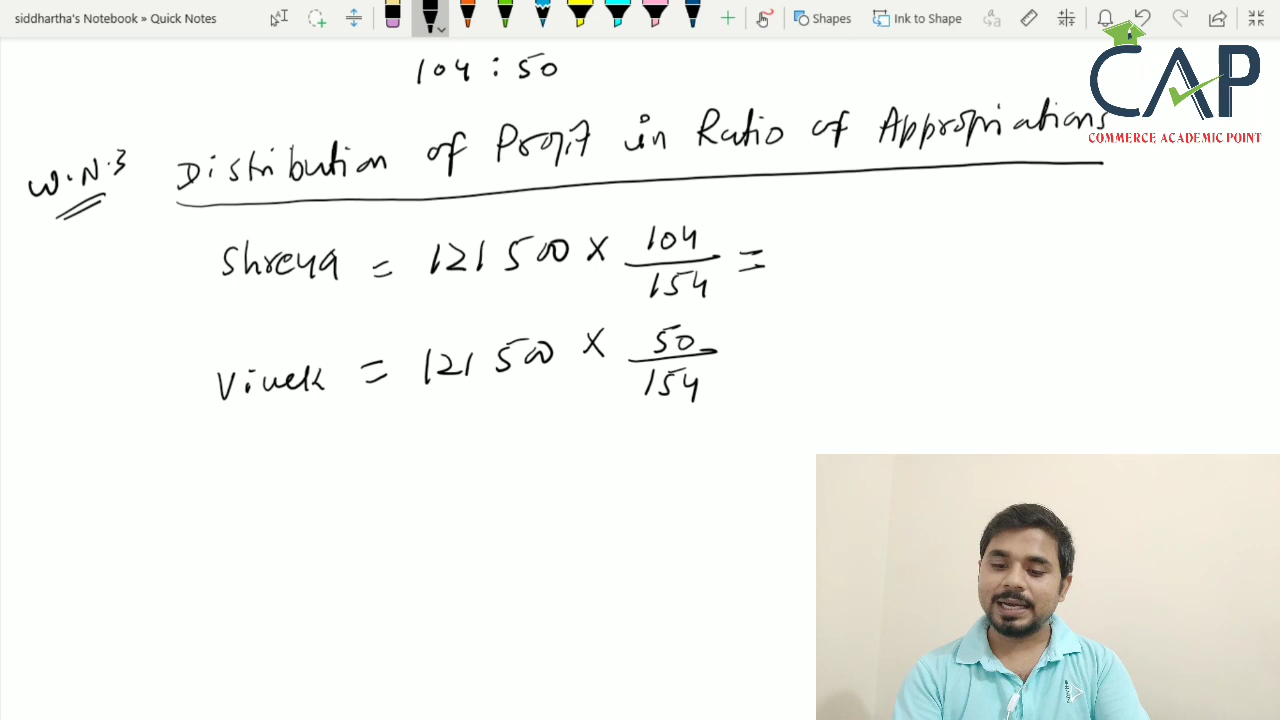 siddhartha's Notebook » Quick Notes
Shapes
Ink to Shape
CAP
COMMERCE ACADEMIC POINT
104 : 50
W.N.3 Distribution of Profit in Ratio of Appropriations
Shreya = 121500 × 104/154 =
Vivek = 121500 × 50/154